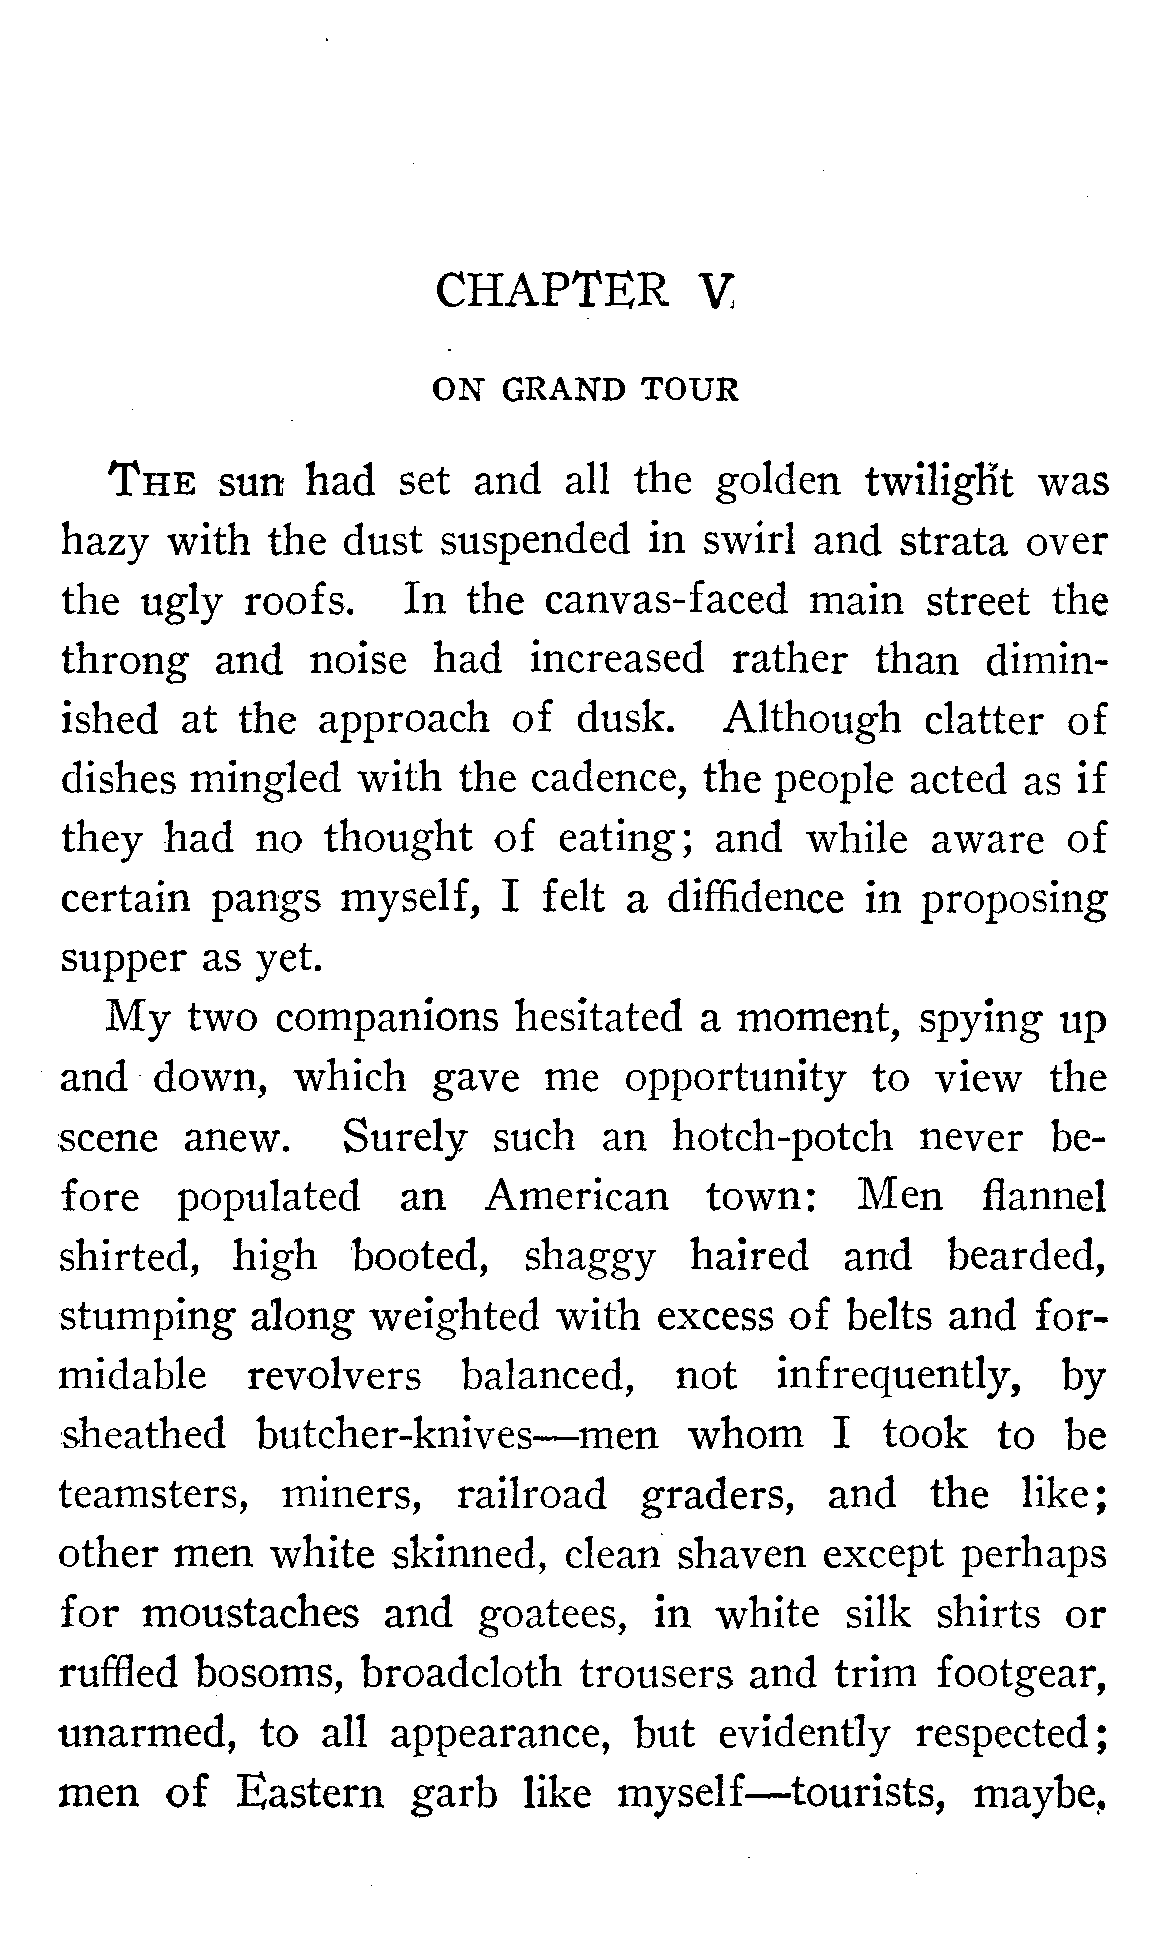 CHAPTER V
ON GRAND TOUR
THE sun had set and all the golden twilight was
hazy with the dust suspended in swirl and strata over
the ugly roofs. In the canvas-faced main street the
throng and noise had increased rather than dimin-
ished at the approach of dusk. Although clatter of
dishes mingled with the cadence, the people acted as if
they had no thought of eating; and while aware of
certain pangs myself, I felt a diffidence in proposing
supper as yet.
My two companions hesitated a moment, spying up
and down, which gave me opportunity to view the
scene anew. Surely such an hotch-potch never be-
fore populated an American town: Men flannel
shirted, high booted, shaggy haired and bearded,
stumping along weighted with excess of belts and for-
midable revolvers balanced, not infrequently, by
sheathed butcher-knives—men whom I took to be
teamsters, miners, railroad graders, and the like;
other men white skinned, clean shaven except perhaps
for moustaches and goatees, in white silk shirts or
ruffled bosoms, broadcloth trousers and trim footgear,
unarmed, to all appearance, but evidently respected;
men of Eastern garb like myself—tourists, maybe,